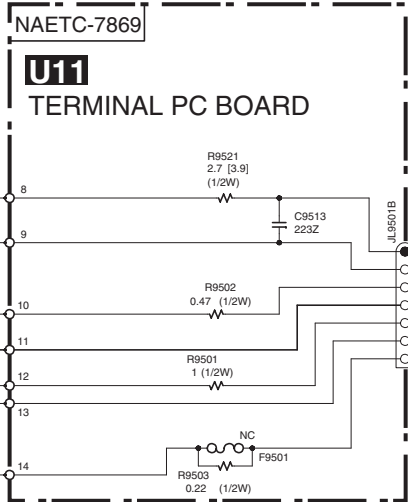 NAETC-7869
U11
TERMINAL PC BOARD
R9521
2.7 [3.9]
(1/2W)
8
C9513
223Z
JL9501B
9
R9502
0.47 (1/2W)
10
11
R9501
1 (1/2W)
12
13
NC
F9501
14
R9503
0.22 (1/2W)